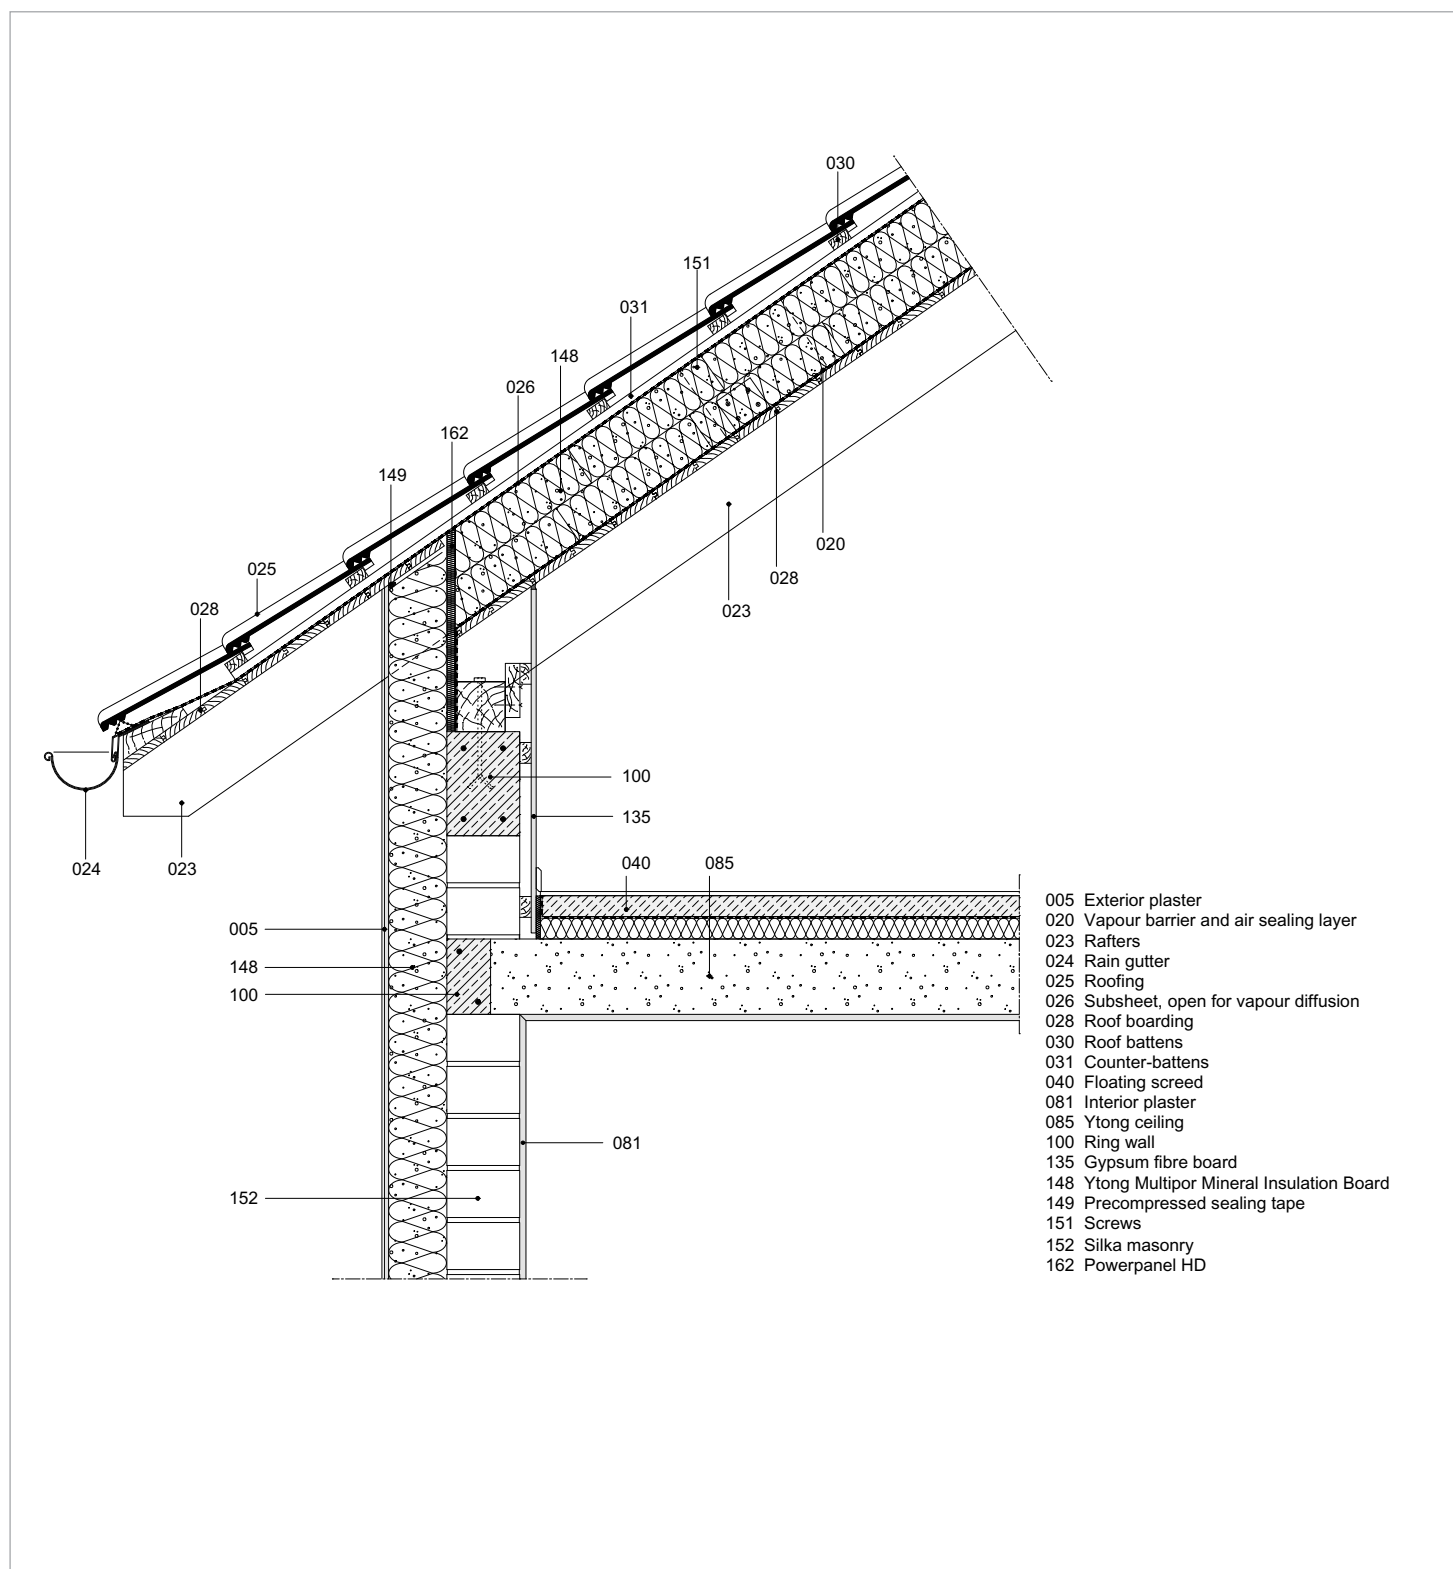 030
151
031
148
026
162
149
020
025
028
028
023
100
135
024
023
040
085
005 Exterior plaster
020 Vapour barrier and air sealing layer
005
023 Rafters
024 Rain gutter
148
025 Roofing
100
026 Subsheet, open for vapour diffusion
028 Roof boarding
030 Roof battens
031 Counter-battens
040 Floating screed
081 Interior plaster
085 Ytong ceiling
081
100 Ring wall
135 Gypsum fibre board
148 Ytong Multipor Mineral Insulation Board
152
149 Precompressed sealing tape
151 Screws
152 Silka masonry
162 Powerpanel HD